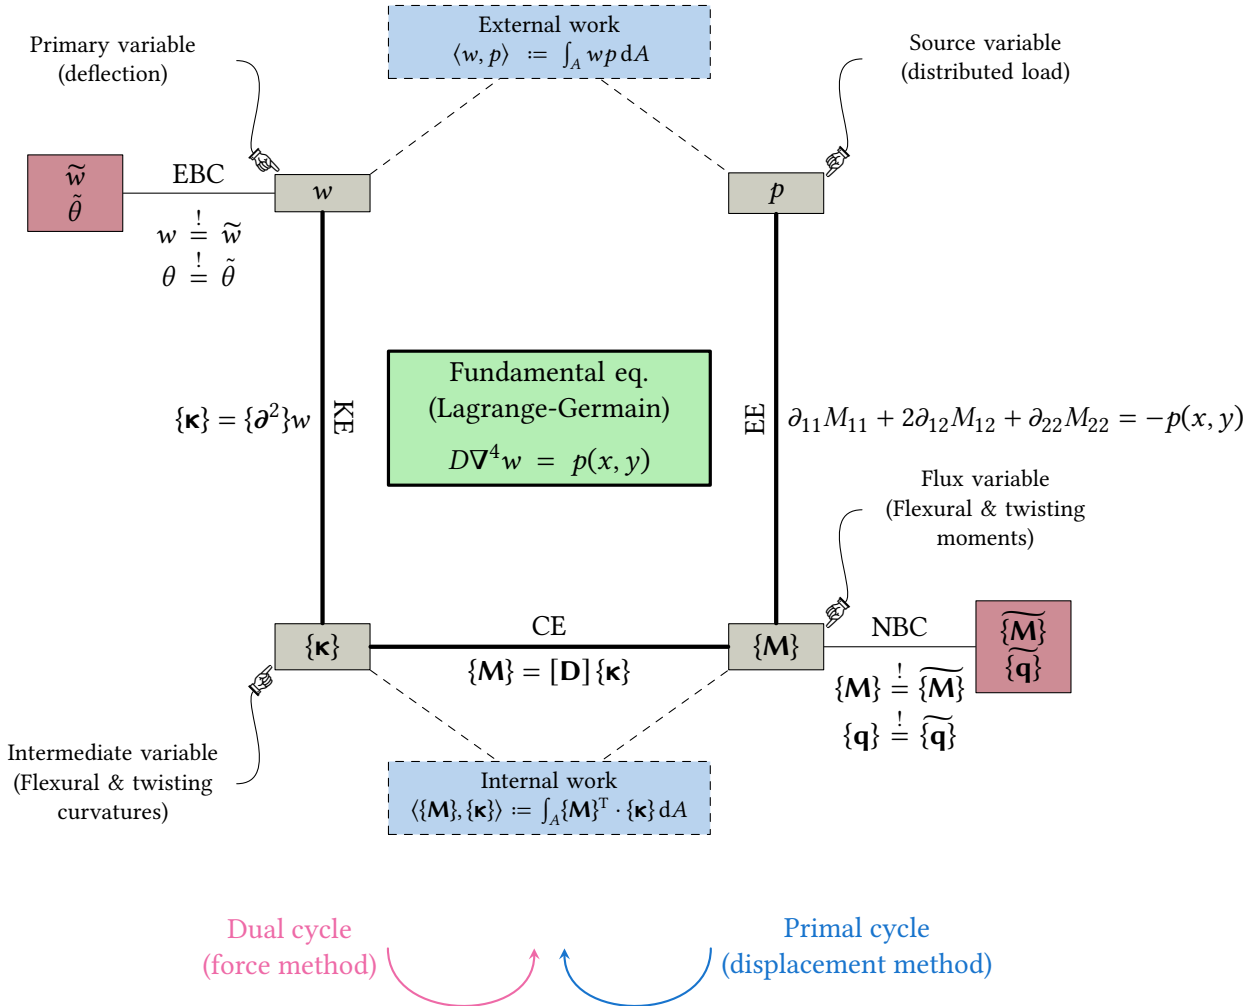 External work
⟨w, p⟩ := ∫_A wp dA
Primary variable
(deflection)
Source variable
(distributed load)
w̃
θ̃
EBC
w
p
w =! w̃
θ =! θ̃
Fundamental eq.
(Lagrange-Germain)
D∇⁴w = p(x, y)
{κ} = {∂²}w
KE
EE
∂₁₁M₁₁ + 2∂₁₂M₁₂ + ∂₂₂M₂₂ = −p(x, y)
Flux variable
(Flexural & twisting
moments)
{κ}
CE
{M} = [D]{κ}
{M}
NBC
{M} =! {M}~
{q} =! {q}~
{M}~
{q}~
Intermediate variable
(Flexural & twisting
curvatures)
Internal work
⟨{M}, {κ}⟩ := ∫_A {M}ᵀ · {κ} dA
Dual cycle
(force method)
Primal cycle
(displacement method)